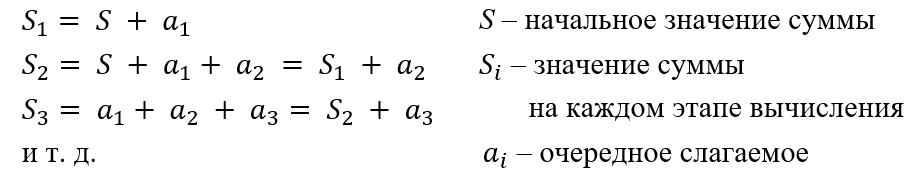 S₁ = S + a₁ S – начальное значение суммы
S₂ = S + a₁ + a₂ = S₁ + a₂ Sᵢ – значение суммы
S₃ = a₁ + a₂ + a₃ = S₂ + a₃ на каждом этапе вычисления
и т. д. aᵢ – очередное слагаемое